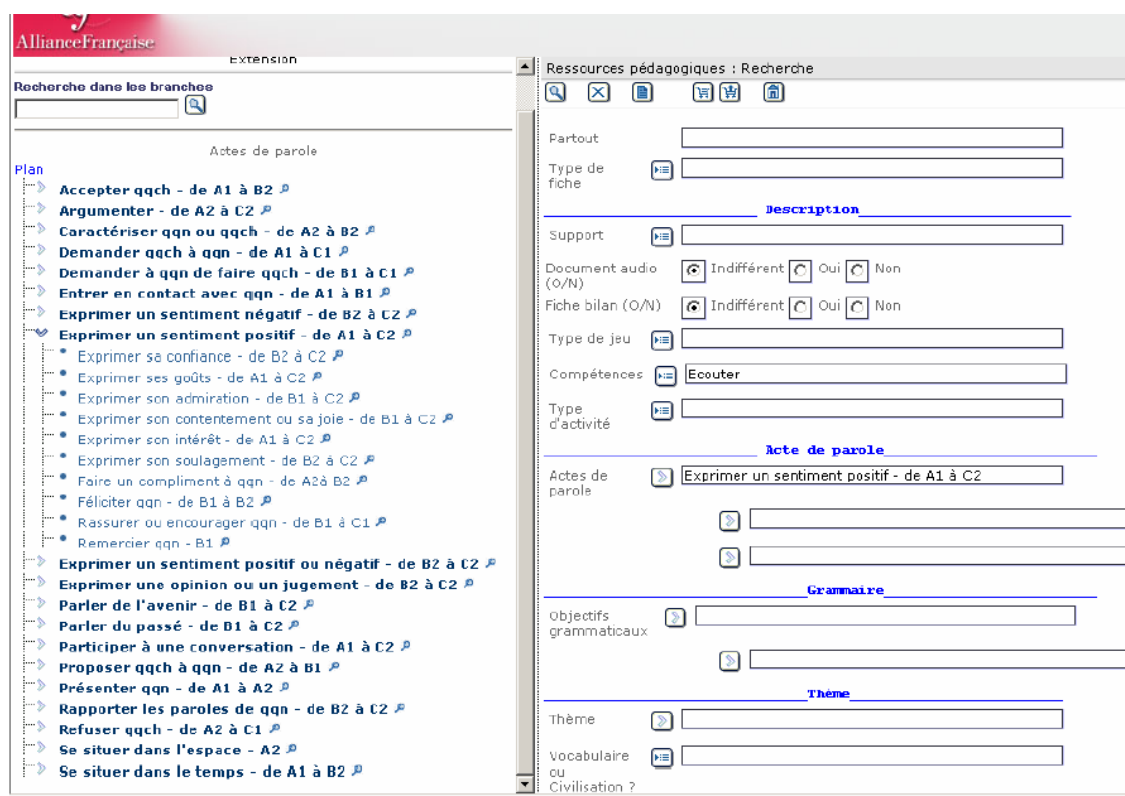 AllianceFrançaise
Extension
Recherche dans les branches
Actes de parole
Plan
Accepter qqch - de A1 à B2
Argumenter - de A2 à C2
Caractériser qqn ou qqch - de A2 à B2
Demander qqch à qqn - de A1 à C1
Demander à qqn de faire qqch - de B1 à C1
Entrer en contact avec qqn - de A1 à B1
Exprimer un sentiment négatif - de B2 à C2
Exprimer un sentiment positif - de A1 à C2
Exprimer sa confiance - de B2 à C2
Exprimer ses goûts - de A1 à C2
Exprimer son admiration - de B1 à C2
Exprimer son contentement ou sa joie - de B1 à C2
Exprimer son intérêt - de A1 à C2
Exprimer son soulagement - de B2 à C2
Faire un compliment à qqn - de A2à B2
Féliciter qqn - de B1 à B2
Rassurer ou encourager qqn - de B1 à C1
Remercier qqn - B1
Exprimer un sentiment positif ou négatif - de B2 à C2
Exprimer une opinion ou un jugement - de B2 à C2
Parler de l'avenir - de B1 à C2
Parler du passé - de B1 à C2
Participer à une conversation - de A1 à C2
Proposer qqch à qqn - de A2 à B1
Présenter qqn - de A1 à A2
Rapporter les paroles de qqn - de B2 à C2
Refuser qqch - de A2 à C1
Se situer dans l'espace - A2
Se situer dans le temps - de A1 à B2
Ressources pédagogiques : Recherche
Partout
Type de
fiche
Description
Support
Document audio
(O/N)
Indifférent Oui Non
Fiche bilan (O/N) Indifférent Oui Non
Type de jeu
Compétences Ecouter
Type
d'activité
Acte de parole
Actes de
parole
Exprimer un sentiment positif - de A1 à C2
Grammaire
Objectifs
grammaticaux
Thème
Thème
Vocabulaire
ou
Civilisation ?